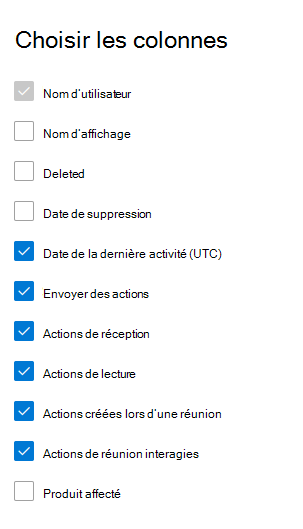 Choisir les colonnes
Nom d'utilisateur
Nom d'affichage
Deleted
Date de suppression
Date de la dernière activité (UTC)
Envoyer des actions
Actions de réception
Actions de lecture
Actions créées lors d'une réunion
Actions de réunion interagies
Produit affecté